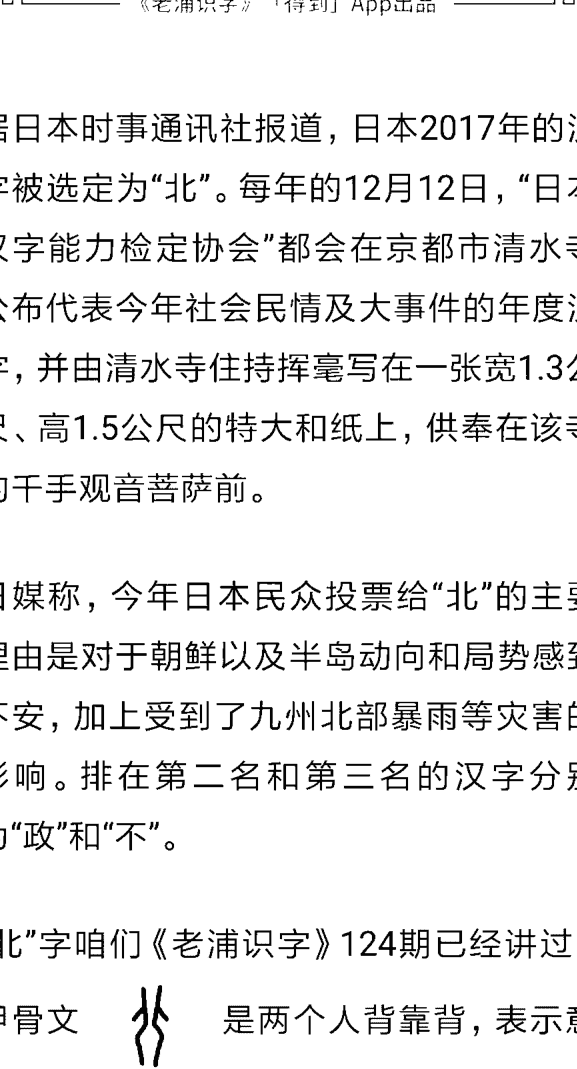 《老浦识字》「得到」App出品
据日本时事通讯社报道，日本2017年的汉
字被选定为“北”。每年的12月12日，“日本
汉字能力检定协会”都会在京都市清水寺
公布代表今年社会民情及大事件的年度汉
字，并由清水寺住持挥毫写在一张宽1.3公
尺、高1.5公尺的特大和纸上，供奉在该寺
的千手观音菩萨前。
日媒称，今年日本民众投票给“北”的主要
理由是对于朝鲜以及半岛动向和局势感到
不安，加上受到了九州北部暴雨等灾害的
影响。排在第二名和第三名的汉字分别
为“政”和“不”。
“北”字咱们《老浦识字》124期已经讲过
甲骨文 是两个人背靠背，表示意